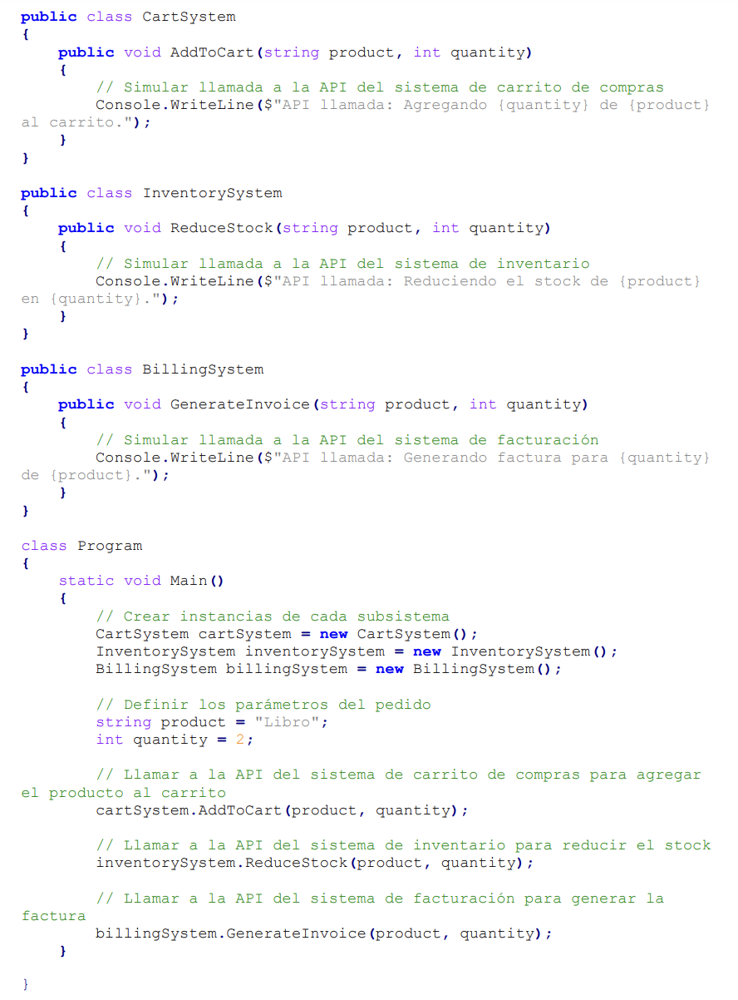 public class CartSystem
{
    public void AddToCart(string product, int quantity)
    {
        // Simular llamada a la API del sistema de carrito de compras
        Console.WriteLine($"API llamada: Agregando {quantity} de {product}
al carrito.");
    }
}

public class InventorySystem
{
    public void ReduceStock(string product, int quantity)
    {
        // Simular llamada a la API del sistema de inventario
        Console.WriteLine($"API llamada: Reduciendo el stock de {product}
en {quantity}.");
    }
}

public class BillingSystem
{
    public void GenerateInvoice(string product, int quantity)
    {
        // Simular llamada a la API del sistema de facturación
        Console.WriteLine($"API llamada: Generando factura para {quantity}
de {product}.");
    }
}

class Program
{
    static void Main()
    {
        // Crear instancias de cada subsistema
        CartSystem cartSystem = new CartSystem();
        InventorySystem inventorySystem = new InventorySystem();
        BillingSystem billingSystem = new BillingSystem();

        // Definir los parámetros del pedido
        string product = "Libro";
        int quantity = 2;

        // Llamar a la API del sistema de carrito de compras para agregar
el producto al carrito
        cartSystem.AddToCart(product, quantity);

        // Llamar a la API del sistema de inventario para reducir el stock
        inventorySystem.ReduceStock(product, quantity);

        // Llamar a la API del sistema de facturación para generar la
factura
        billingSystem.GenerateInvoice(product, quantity);
    }

}